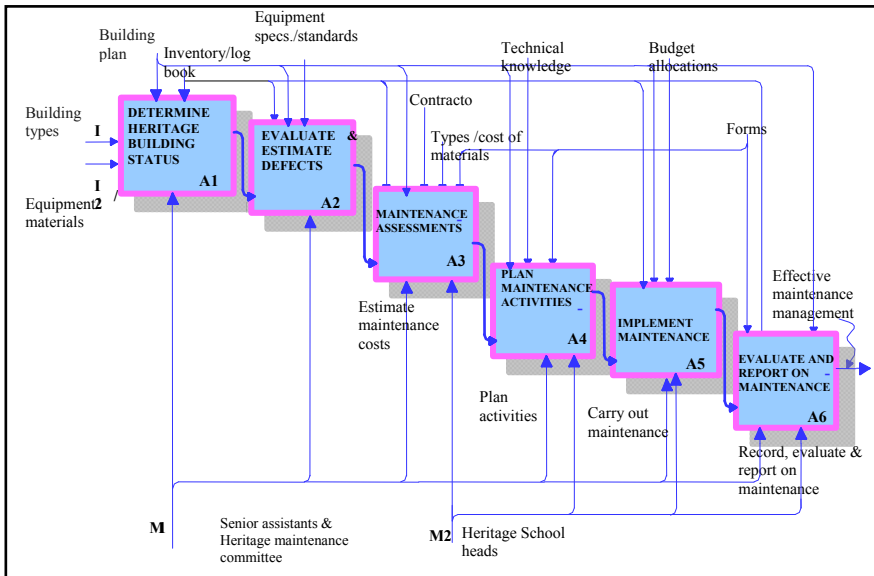 Building
plan
Inventory/log
book
Equipment
specs./standards
Technical
knowledge
Budget
allocations
Contracto
Types /cost of
materials
Forms
Building
types
I
I
2
Equipment /
materials
DETERMINE
HERITAGE
BUILDING
STATUS
A1
EVALUATE &
ESTIMATE
DEFECTS
A2
MAINTENANCE
ASSESSMENTS
A3
PLAN
MAINTENANCE
ACTIVITIES
A4
IMPLEMENT
MAINTENANCE
A5
EVALUATE AND
REPORT ON
MAINTENANCE
A6
Effective
maintenance
management
Estimate
maintenance
costs
Plan
activities
Carry out
maintenance
Record, evaluate &
report on
maintenance
M1
Senior assistants &
Heritage maintenance
committee
M2
Heritage School
heads